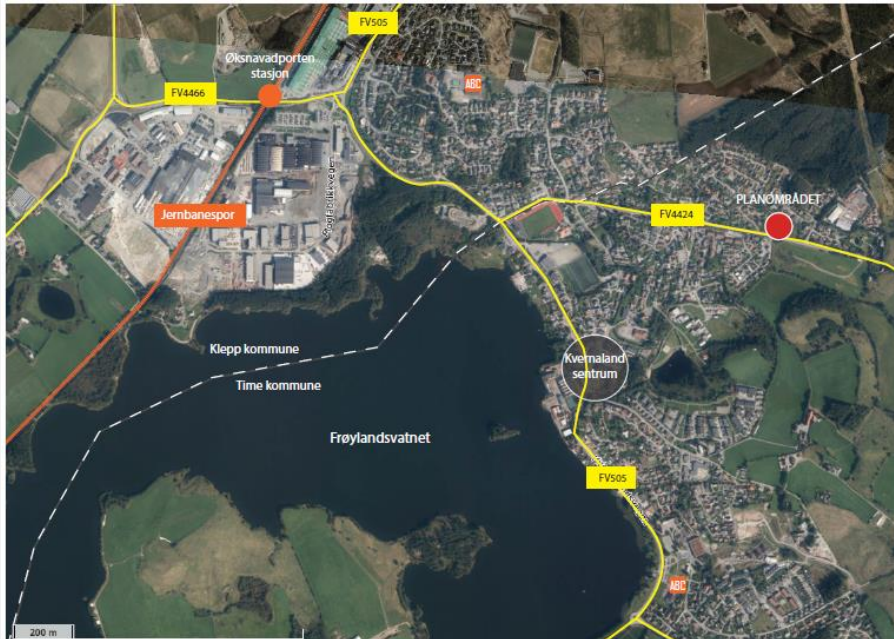 FV505
Øksnavadporten
stasjon
ABC
FV4466
PLANOMRÅDET
Jernbanespor
FV4424
Klepp kommune
Kvernaland
sentrum
Time kommune
Frøylandsvatnet
FV505
ABC
200 m